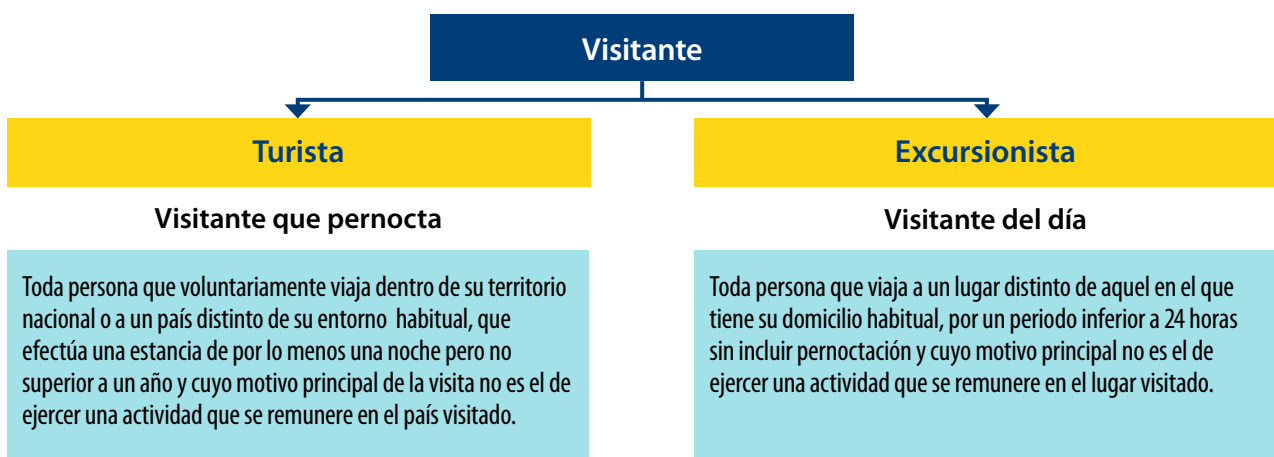 Visitante
Turista
Visitante que pernocta
Toda persona que voluntariamente viaja dentro de su territorio
nacional o a un país distinto de su entorno habitual, que
efectúa una estancia de por lo menos una noche pero no
superior a un año y cuyo motivo principal de la visita no es el de
ejercer una actividad que se remunere en el país visitado.
Excursionista
Visitante del día
Toda persona que viaja a un lugar distinto de aquel en el que
tiene su domicilio habitual, por un periodo inferior a 24 horas
sin incluir pernoctación y cuyo motivo principal no es el de
ejercer una actividad que se remunere en el lugar visitado.